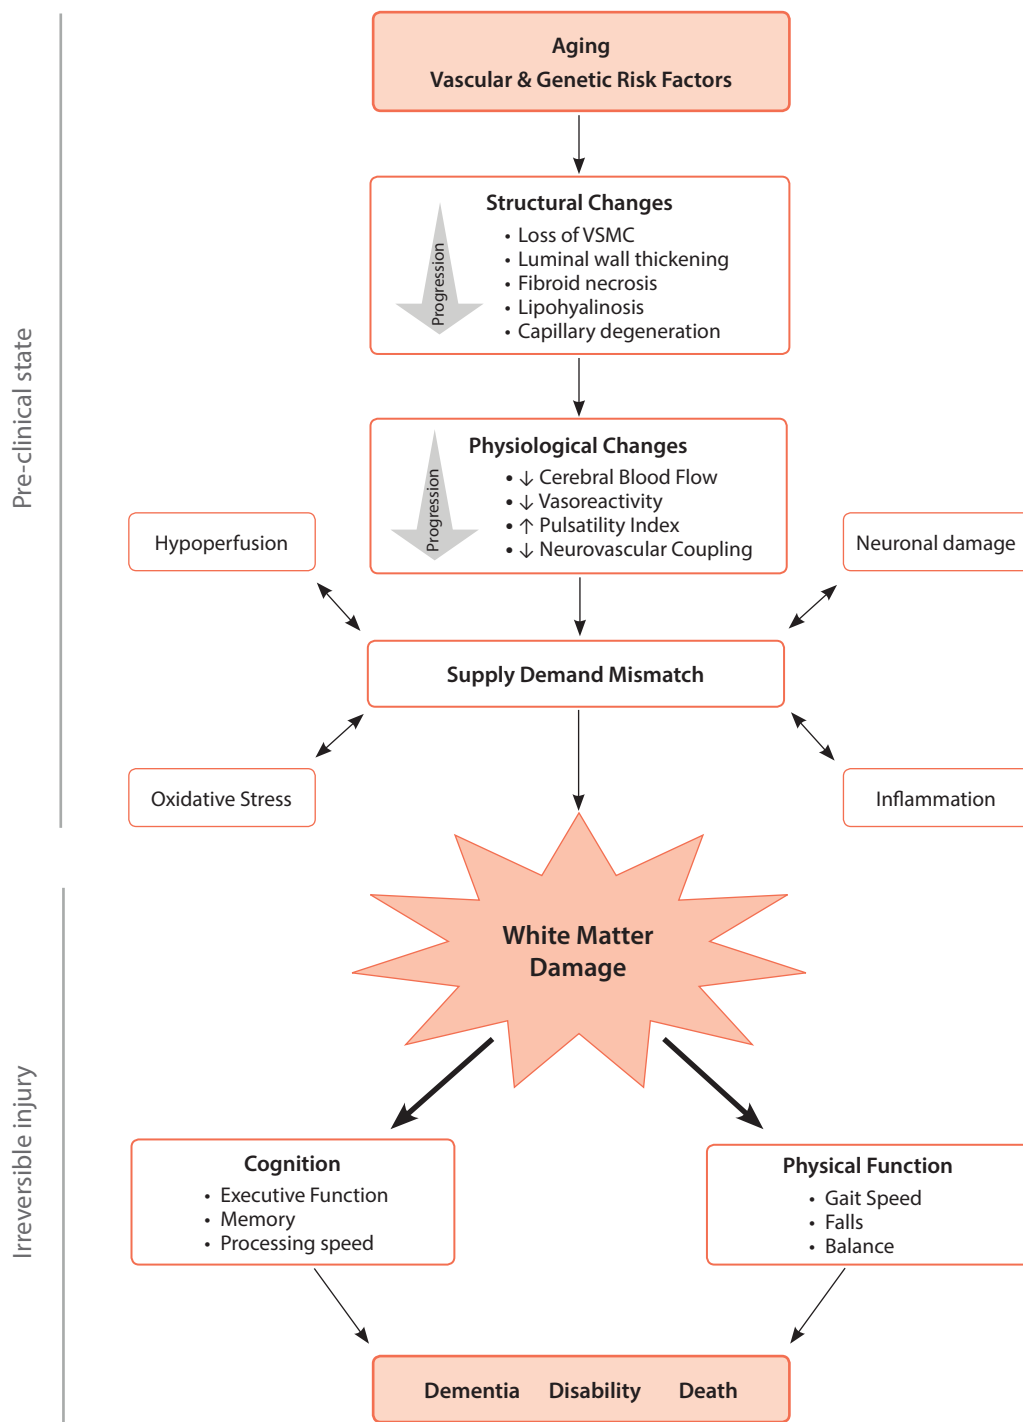 Aging
Vascular & Genetic Risk Factors
Pre-clinical state
Structural Changes
Progression
• Loss of VSMC
• Luminal wall thickening
• Fibroid necrosis
• Lipohyalinosis
• Capillary degeneration
Physiological Changes
Progression
• ↓ Cerebral Blood Flow
• ↓ Vasoreactivity
• ↑ Pulsatility Index
• ↓ Neurovascular Coupling
Hypoperfusion
Neuronal damage
Supply Demand Mismatch
Oxidative Stress
Inflammation
Irreversible injury
White Matter
Damage
Cognition
• Executive Function
• Memory
• Processing speed
Physical Function
• Gait Speed
• Falls
• Balance
Dementia Disability Death